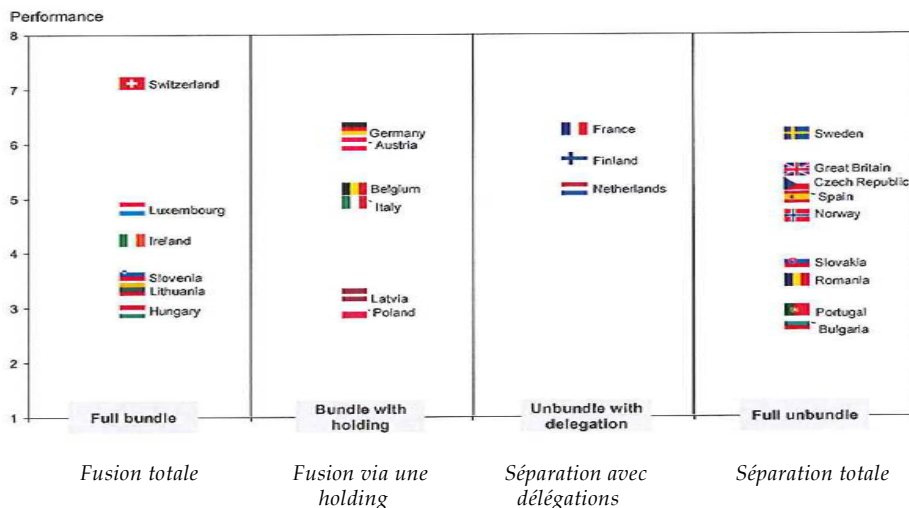 Performance
8
7
6
5
4
3
2
1
Switzerland
Luxembourg
Ireland
Slovenia
Lithuania
Hungary
Full bundle
Germany
Austria
Belgium
Italy
Latvia
Poland
Bundle with
holding
France
Finland
Netherlands
Unbundle with
delegation
Sweden
Great Britain
Czech Republic
Spain
Norway
Slovakia
Romania
Portugal
Bulgaria
Full unbundle
Fusion totale
Fusion via une
holding
Séparation avec
délégations
Séparation totale